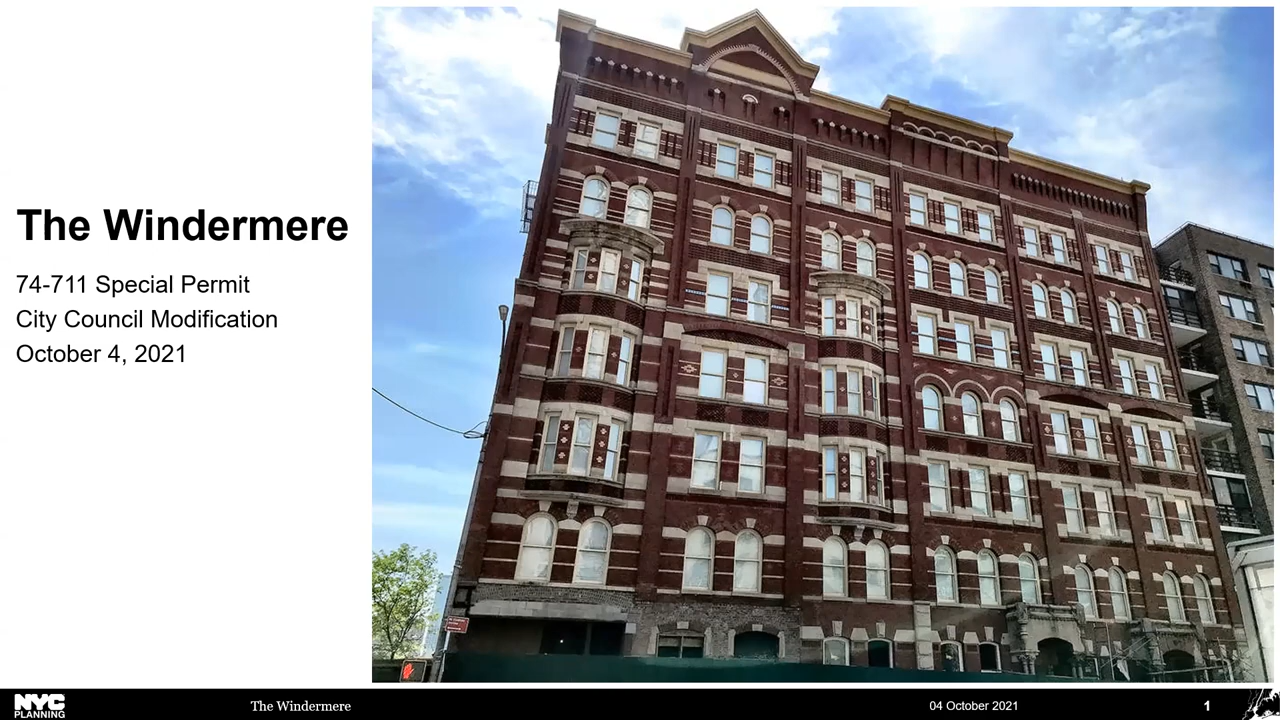 The Windermere
74-711 Special Permit
City Council Modification
October 4, 2021
NYC
PLANNING
The Windermere
04 October 2021
1